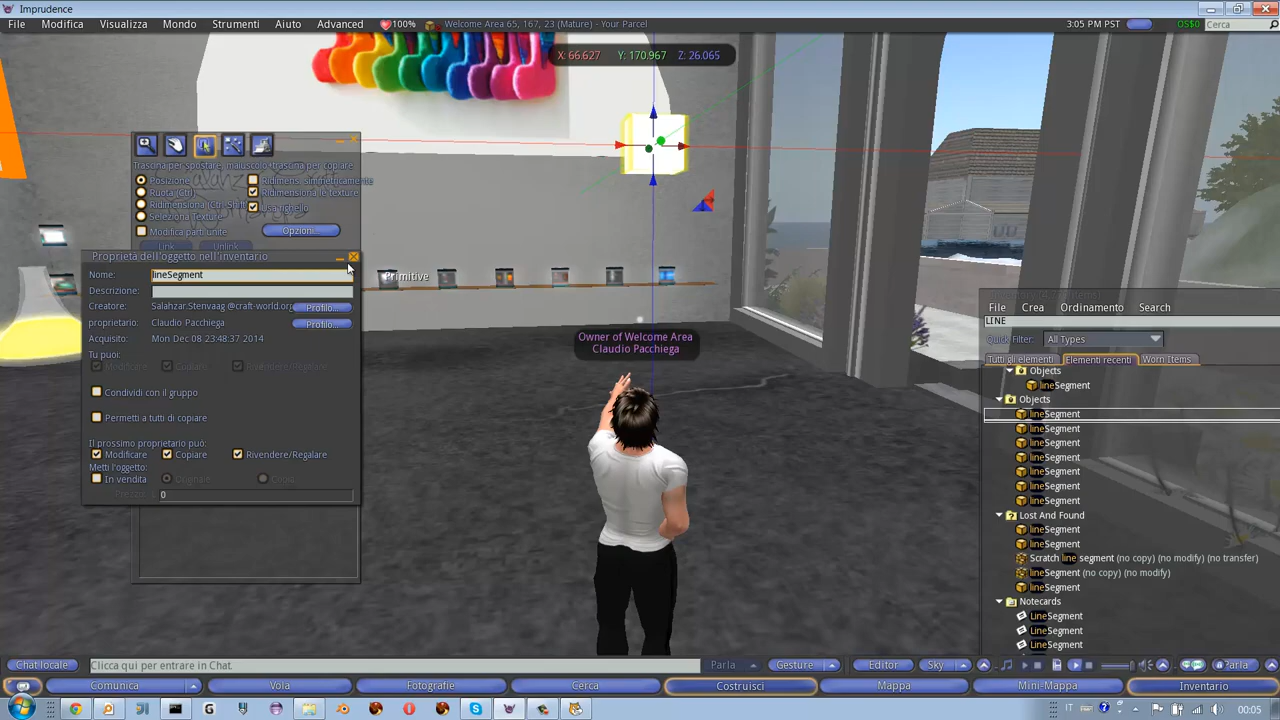 Imprudence
File Modifica Visualizza Mondo Strumenti Aiuto Advanced 100% Welcome Area 65, 167, 23 (Mature) - Your Parcel 3:05 PM PST OS$0 Cerca
X: 66.627 Y: 170.967 Z: 26.065
Posizione
Ruota (Ctrl)
Usa righello
Seleziona Texture
Modifica parti unite
Opzioni...
Link Unlink
Proprietà dell'oggetto nell'inventario
Nome: lineSegment
Descrizione:
Creatore: Salahzar.Stenvaag @craft-world.org Profilo...
proprietario: Claudio Pacchiega Profilo...
Acquisito: Mon Dec 08 23:48:37 2014
Tu puoi:
Modificare Copiare Rivendere/Regalare
Condividi con il gruppo
Permetti a tutti di copiare
Il prossimo proprietario può:
Modificare Copiare Rivendere/Regalare
Metti l'oggetto:
In vendita Originale Copia
0
Primitive
Owner of Welcome Area
Claudio Pacchiega
File Crea Ordinamento Search
LINE
Quick Filter: All Types
Tutti gli elementi Elementi recenti Worn Items
Objects
lineSegment
Objects
lineSegment
lineSegment
lineSegment
lineSegment
lineSegment
lineSegment
lineSegment
Lost And Found
lineSegment
lineSegment
Scratch line segment (no copy) (no modify) (no transfer)
lineSegment (no copy) (no modify)
lineSegment
Notecards
LineSegment
LineSegment
LineSegment
Chat locale Clicca qui per entrare in Chat. Parla Gesture Editor Sky Parla
Comunica Vola Fotografie Cerca Costruisci Mappa Mini-Mappa Inventario
IT 00:05